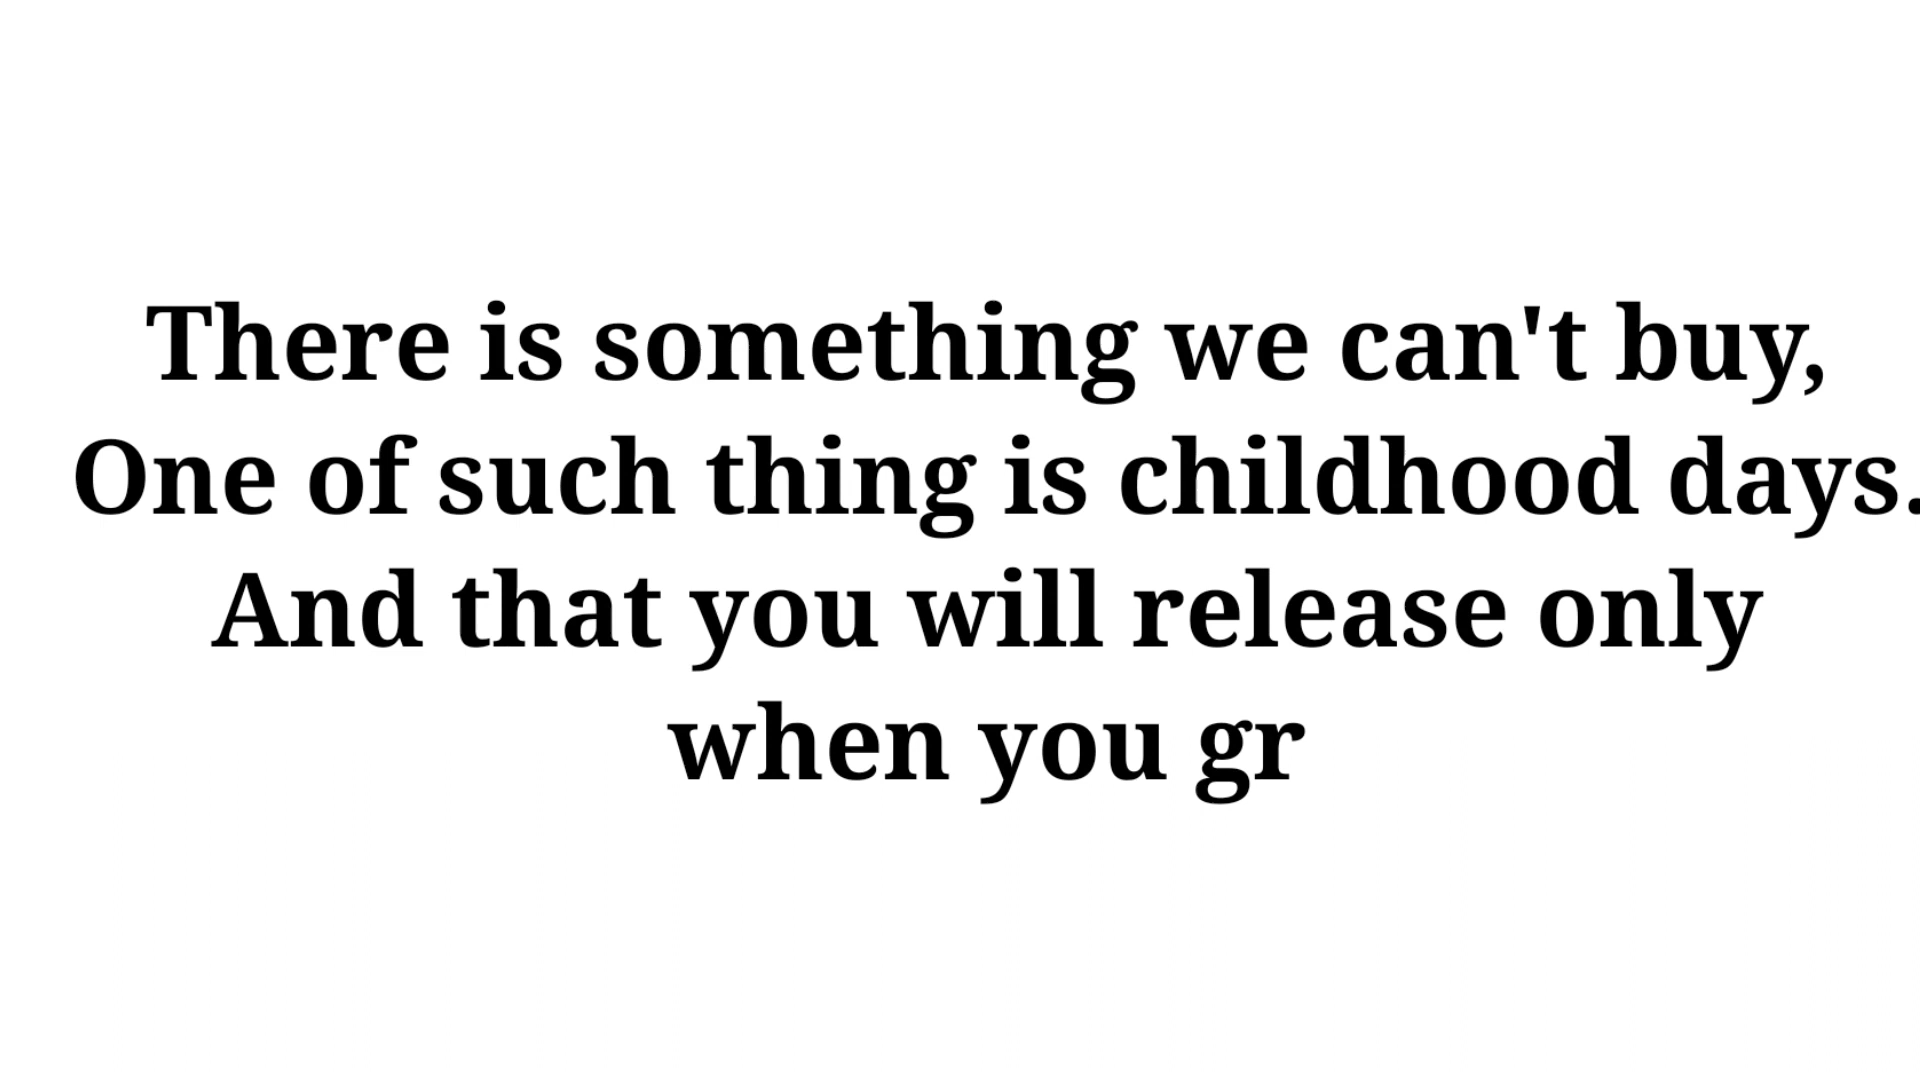 There is something we can't buy,
One of such thing is childhood days.
And that you will release only
when you gr